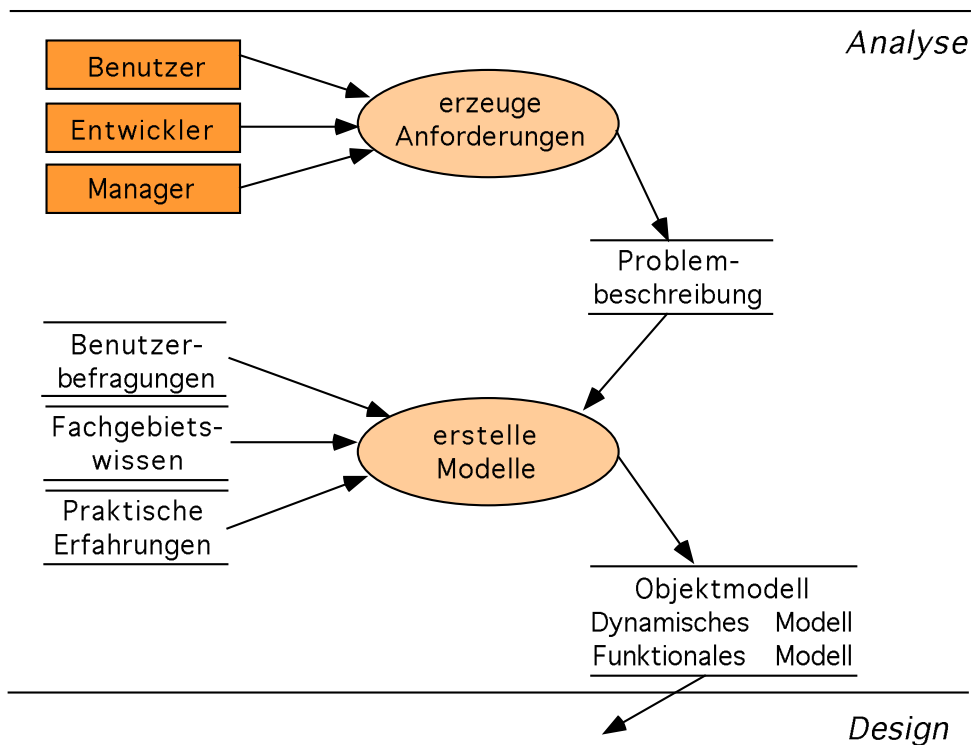 Analyse
Benutzer
Entwickler
Manager
erzeuge
Anforderungen
Problem-
beschreibung
Benutzer-
befragungen
Fachgebiets-
wissen
Praktische
Erfahrungen
erstelle
Modelle
Objektmodell
Dynamisches Modell
Funktionales Modell
Design